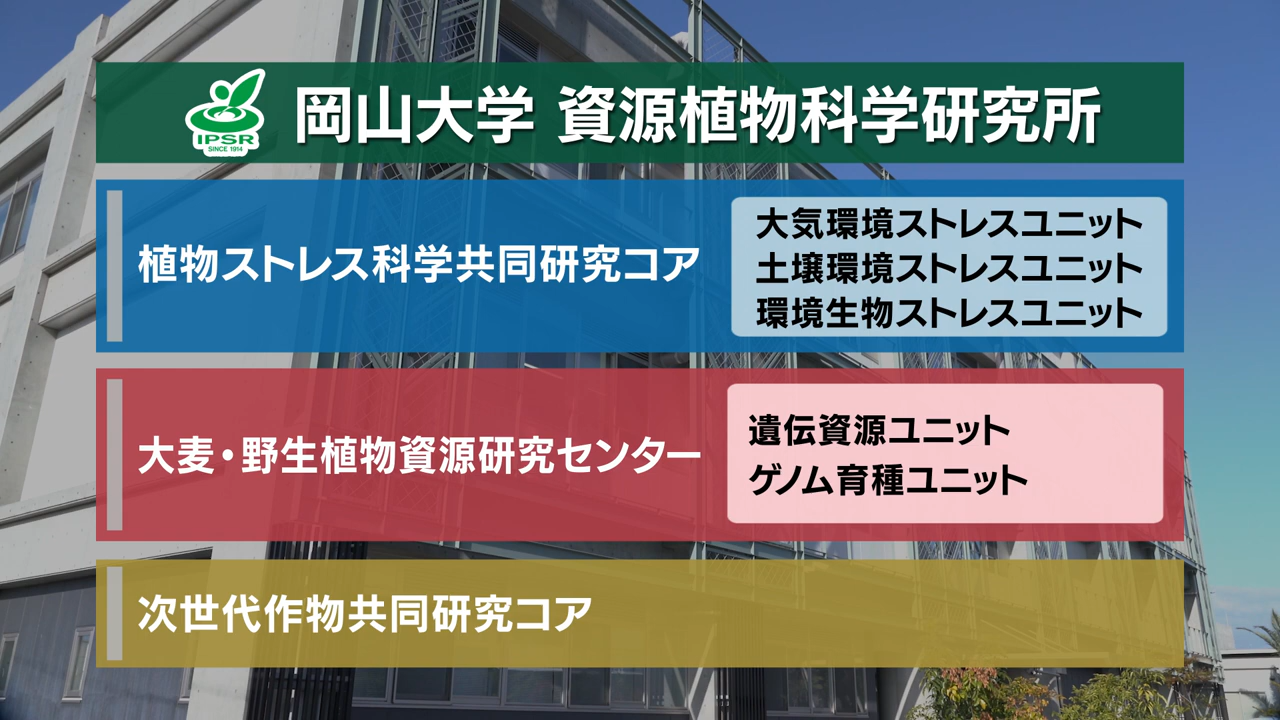 IPSR
SINCE 1914
岡山大学 資源植物科学研究所
植物ストレス科学共同研究コア
大気環境ストレスユニット
土壌環境ストレスユニット
環境生物ストレスユニット
大麦・野生植物資源研究センター
遺伝資源ユニット
ゲノム育種ユニット
次世代作物共同研究コア